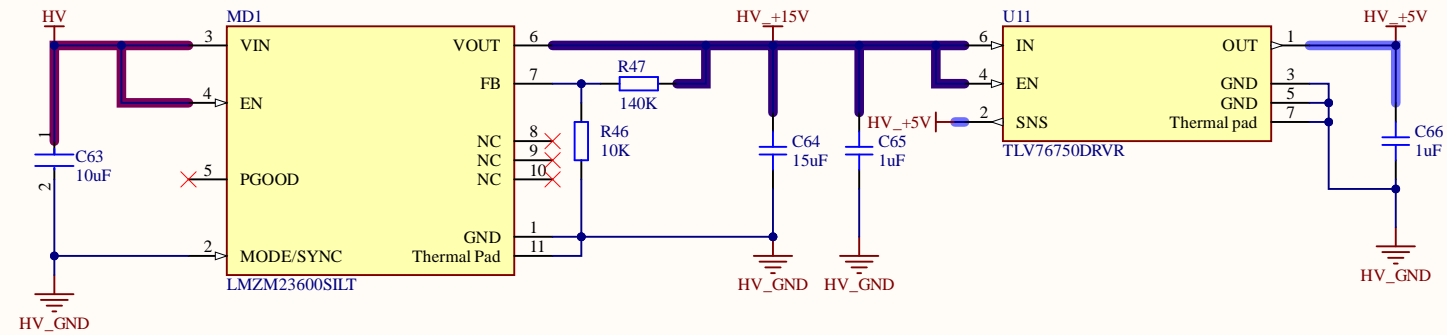 HV
MD1
HV_+15V
U11
HV_+5V
3 VIN
VOUT 6
6 IN
OUT 1
FB 7
R47
140K
4 EN
GND 3
4 EN
GND 5
2 SNS
Thermal pad 7
HV_+5V
TLV76750DRVR
1
C63
10uF
2
R46
10K
NC 8
NC 9
NC 10
C64
15uF
C65
1uF
C66
1uF
5 PGOOD
GND 1
2 MODE/SYNC
Thermal Pad 11
LMZM23600SILT
HV_GND
HV_GND
HV_GND
HV_GND